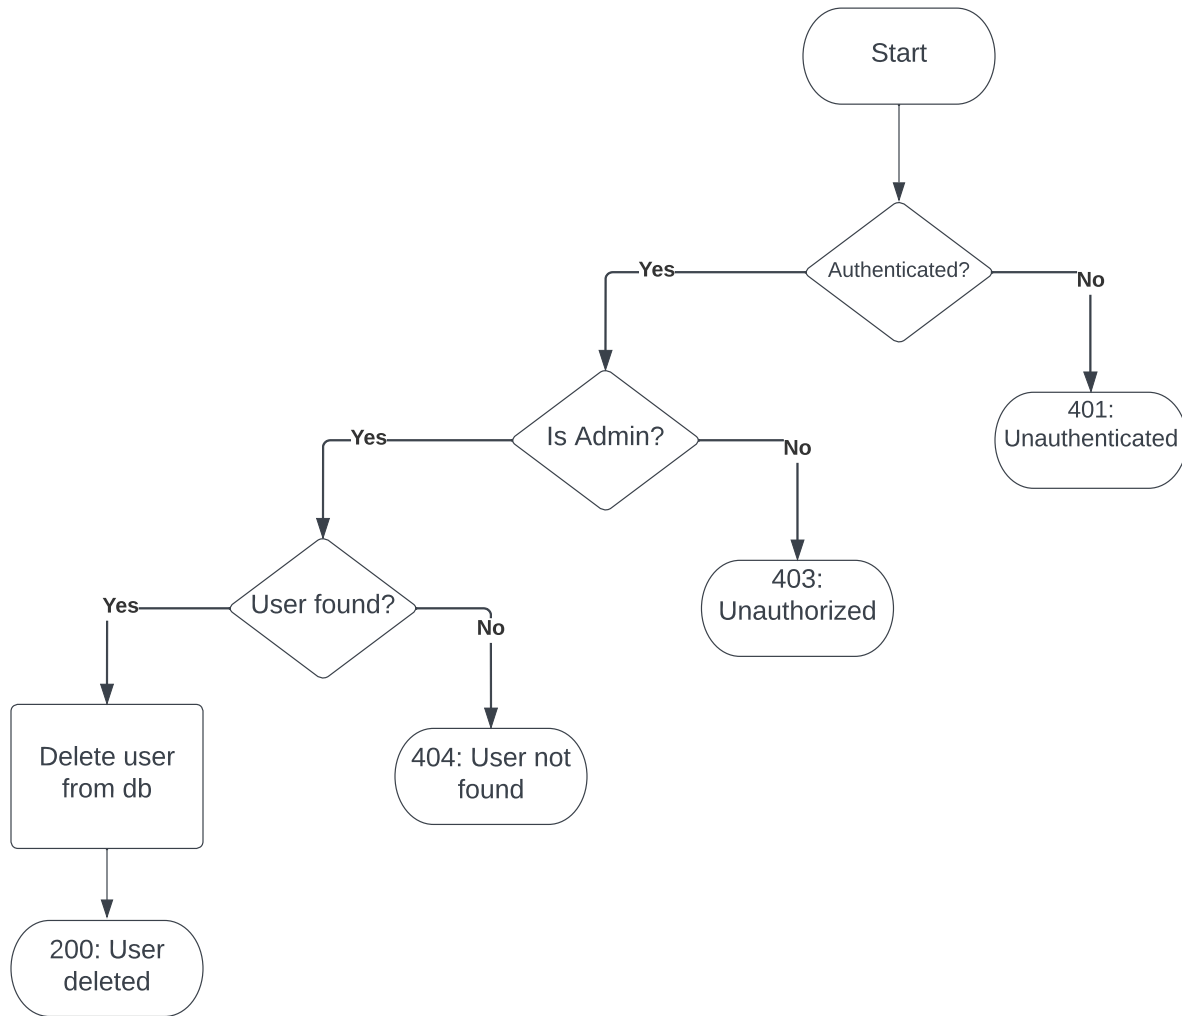 Start
Authenticated?
Yes
No
401:
Unauthenticated
Is Admin?
Yes
No
403:
Unauthorized
User found?
Yes
No
404: User not
found
Delete user
from db
200: User
deleted